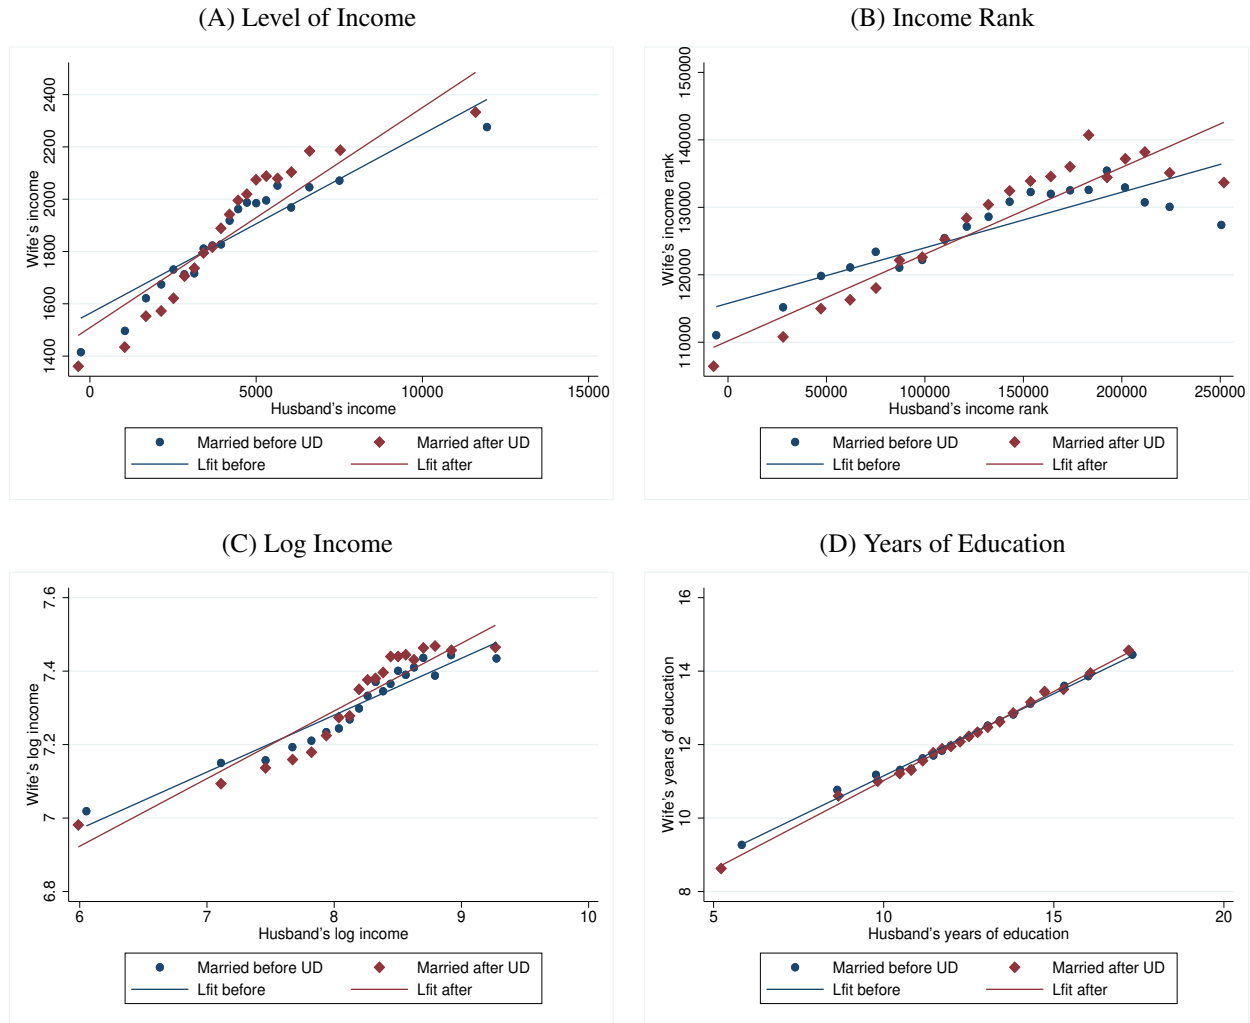 (A) Level of Income
Wife's income
2400
2200
2000
1800
1600
1400
0 5000 10000 15000
Husband's income
Married before UD Married after UD
Lfit before Lfit after
(B) Income Rank
Wife's income rank
150000
140000
130000
120000
110000
0 50000 100000 150000 200000 250000
Husband's income rank
Married before UD Married after UD
Lfit before Lfit after
(C) Log Income
Wife's log income
7.6
7.4
7.2
7
6.8
6 7 8 9 10
Husband's log income
Married before UD Married after UD
Lfit before Lfit after
(D) Years of Education
Wife's years of education
16
14
12
10
8
5 10 15 20
Husband's years of education
Married before UD Married after UD
Lfit before Lfit after